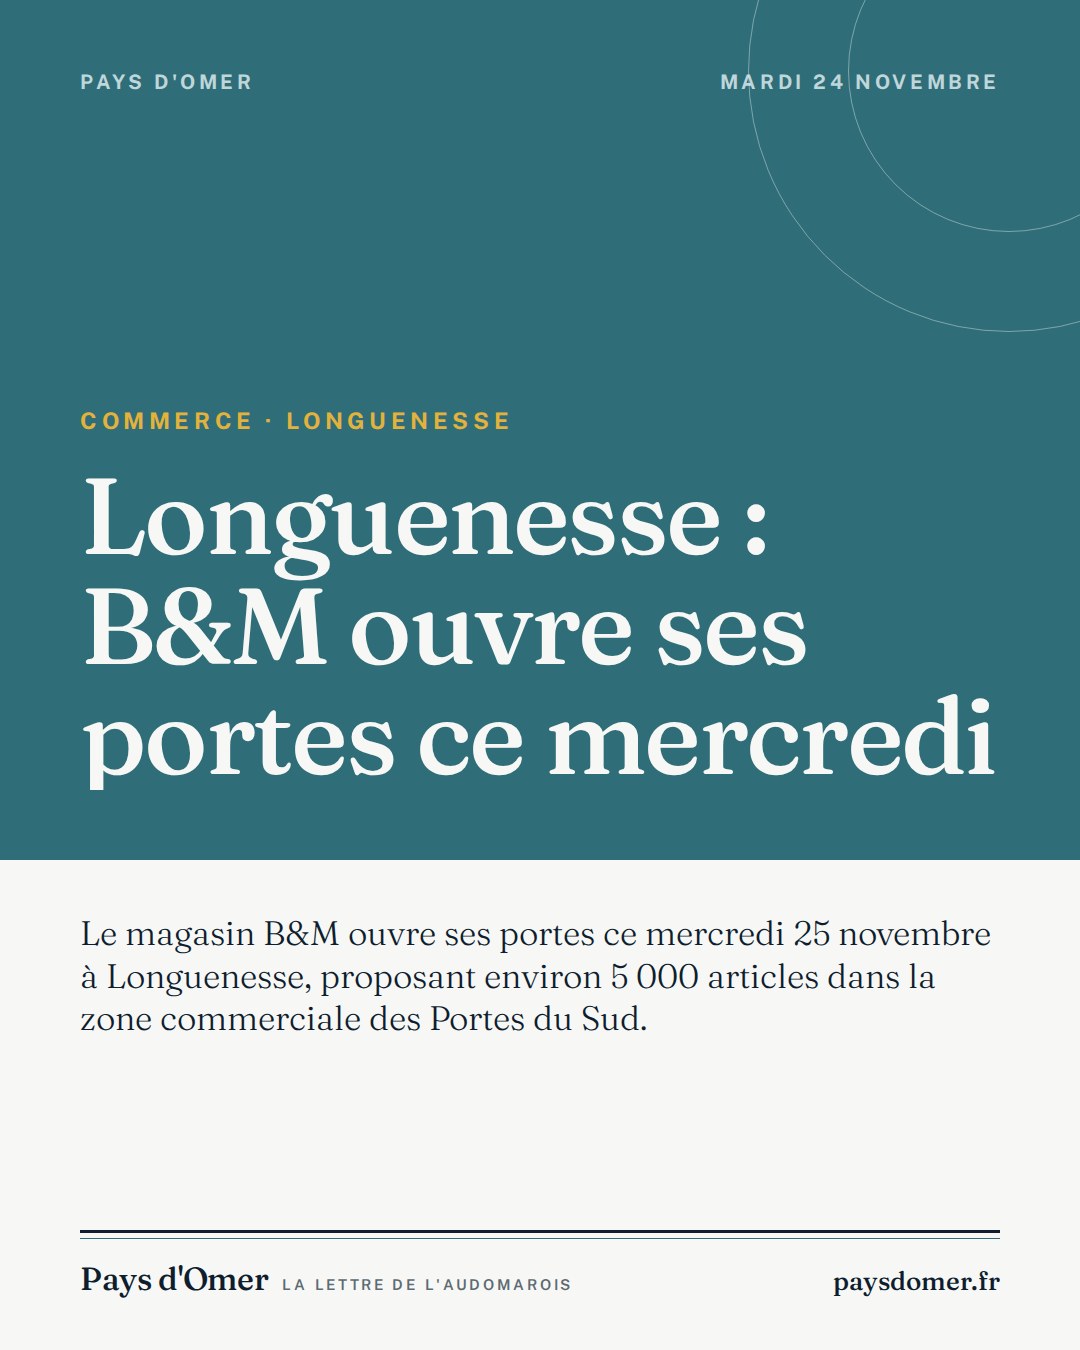 PAYS D'OMER
MARDI 24 NOVEMBRE
COMMERCE · LONGUENESSE
Longuenesse :
B&M ouvre ses
portes ce mercredi
Le magasin B&M ouvre ses portes ce mercredi 25 novembre
à Longuenesse, proposant environ 5 000 articles dans la
zone commerciale des Portes du Sud.
Pays d'Omer LA LETTRE DE L'AUDOMAROIS
paysdomer.fr